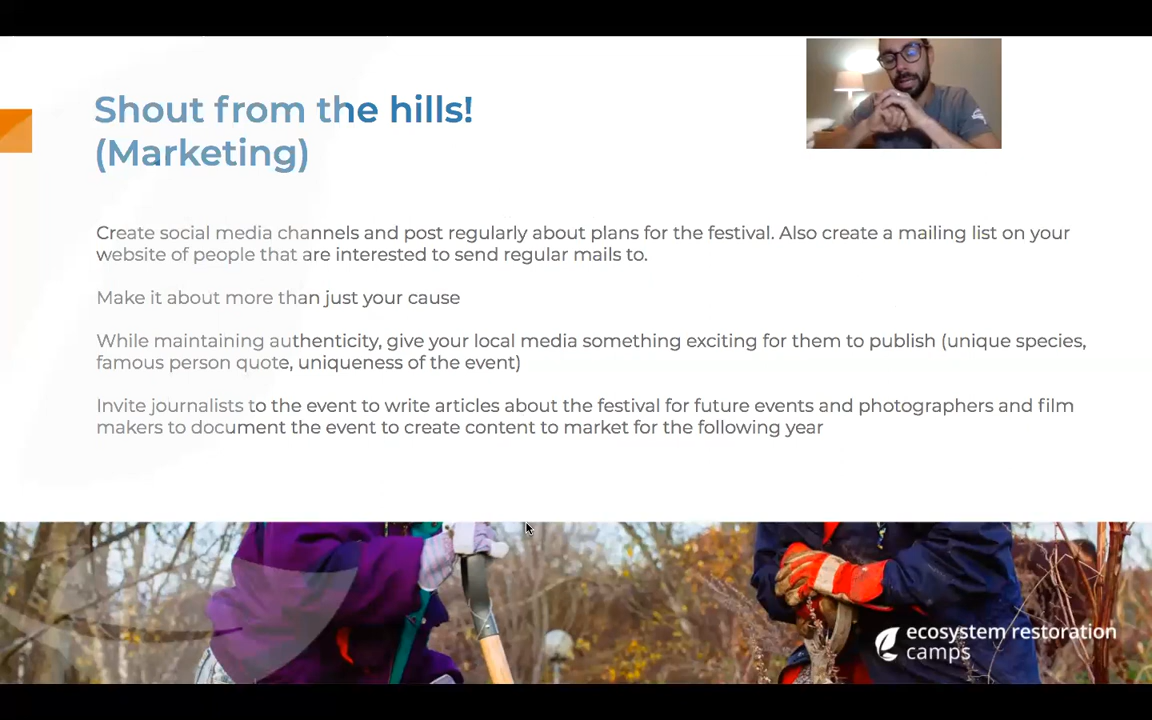 Shout from the hills!
(Marketing)
Create social media channels and post regularly about plans for the festival. Also create a mailing list on your
website of people that are interested to send regular mails to.
Make it about more than just your cause
While maintaining authenticity, give your local media something exciting for them to publish (unique species,
famous person quote, uniqueness of the event)
Invite journalists to the event to write articles about the festival for future events and photographers and film
makers to document the event to create content to market for the following year
ecosystem restoration
camps